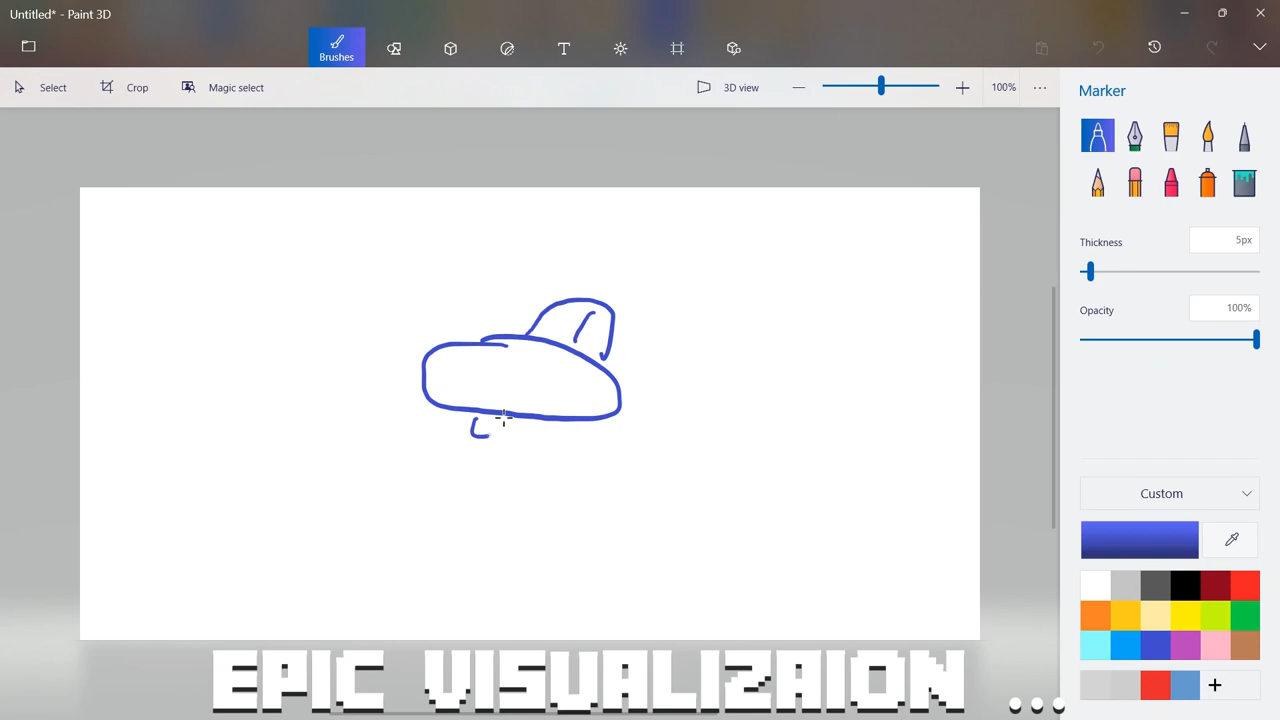 Untitled* - Paint 3D
Brushes
Select
Crop
Magic select
3D view
100%
...
Marker
Thickness
5px
Opacity
100%
Custom
EPIC VISUALIZAION
...